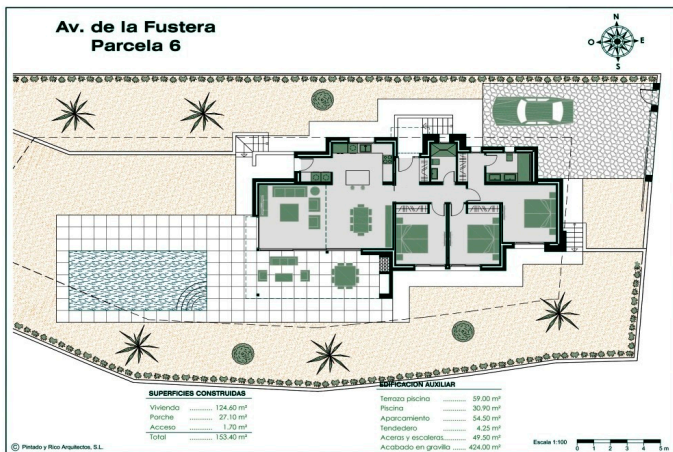 Av. de la Fustera
Parcela 6
N
O
E
S
SUPERFICIES CONSTRUIDAS
Vivienda .......... 124.60 m²
Porche .......... 27.10 m²
Acceso .......... 1.70 m²
Total .......... 153.40 m²
EDIFICACION AUXILIAR
Terraza piscina .......... 59.00 m²
Piscina .......... 30.90 m²
Aparcamiento .......... 54.50 m²
Tendedero .......... 4.25 m²
Aceras y escaleras.......... 49.50 m²
Acabado en gravilla .......... 424.00 m²
© Pintado y Rico Arquitectos, S.L.
Escala 1:100
0 1 2 3 4 5 m